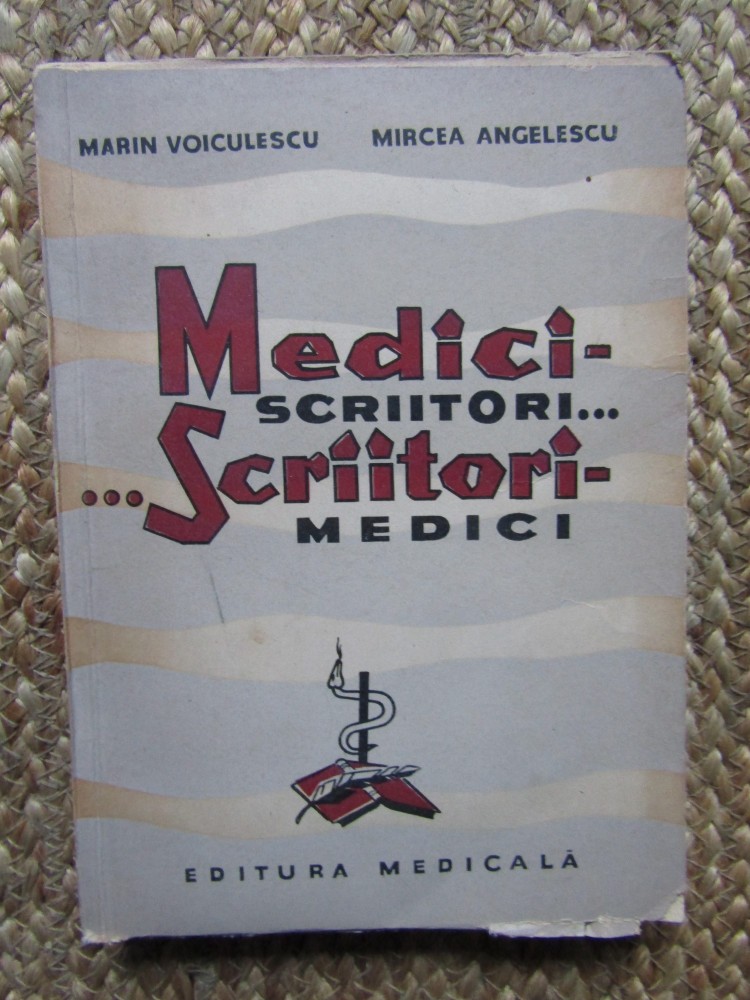 MARIN VOICULESCU MIRCEA ANGELESCU
Medici-
SCRIITORI...
...Scriitori-
MEDICI
EDITURA MEDICALĂ